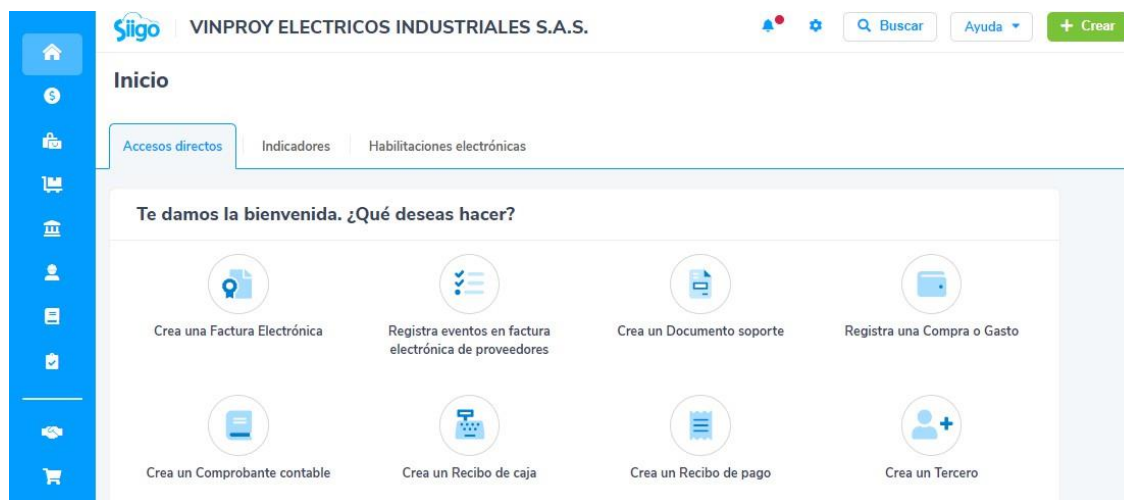 Siigo VINPROY ELECTRICOS INDUSTRIALES S.A.S. Buscar Ayuda + Crear
Inicio
Accesos directos Indicadores Habilitaciones electrónicas
Te damos la bienvenida. ¿Qué deseas hacer?
Crea una Factura Electrónica
Registra eventos en factura
electrónica de proveedores
Crea un Documento soporte
Registra una Compra o Gasto
Crea un Comprobante contable
Crea un Recibo de caja
Crea un Recibo de pago
Crea un Tercero